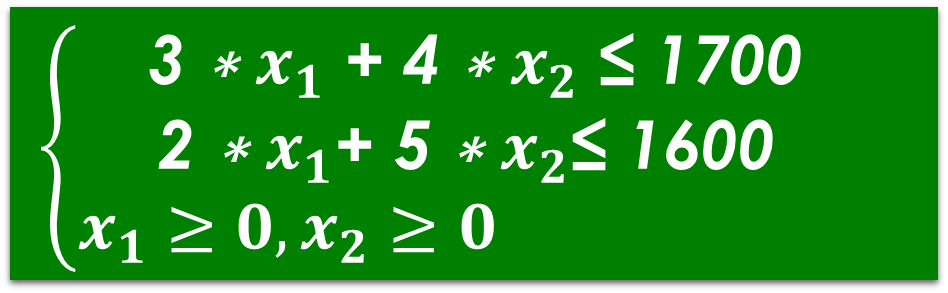 3 * x₁ + 4 * x₂ ≤ 1700
2 * x₁+ 5 * x₂≤ 1600
x₁ ≥ 0, x₂ ≥ 0